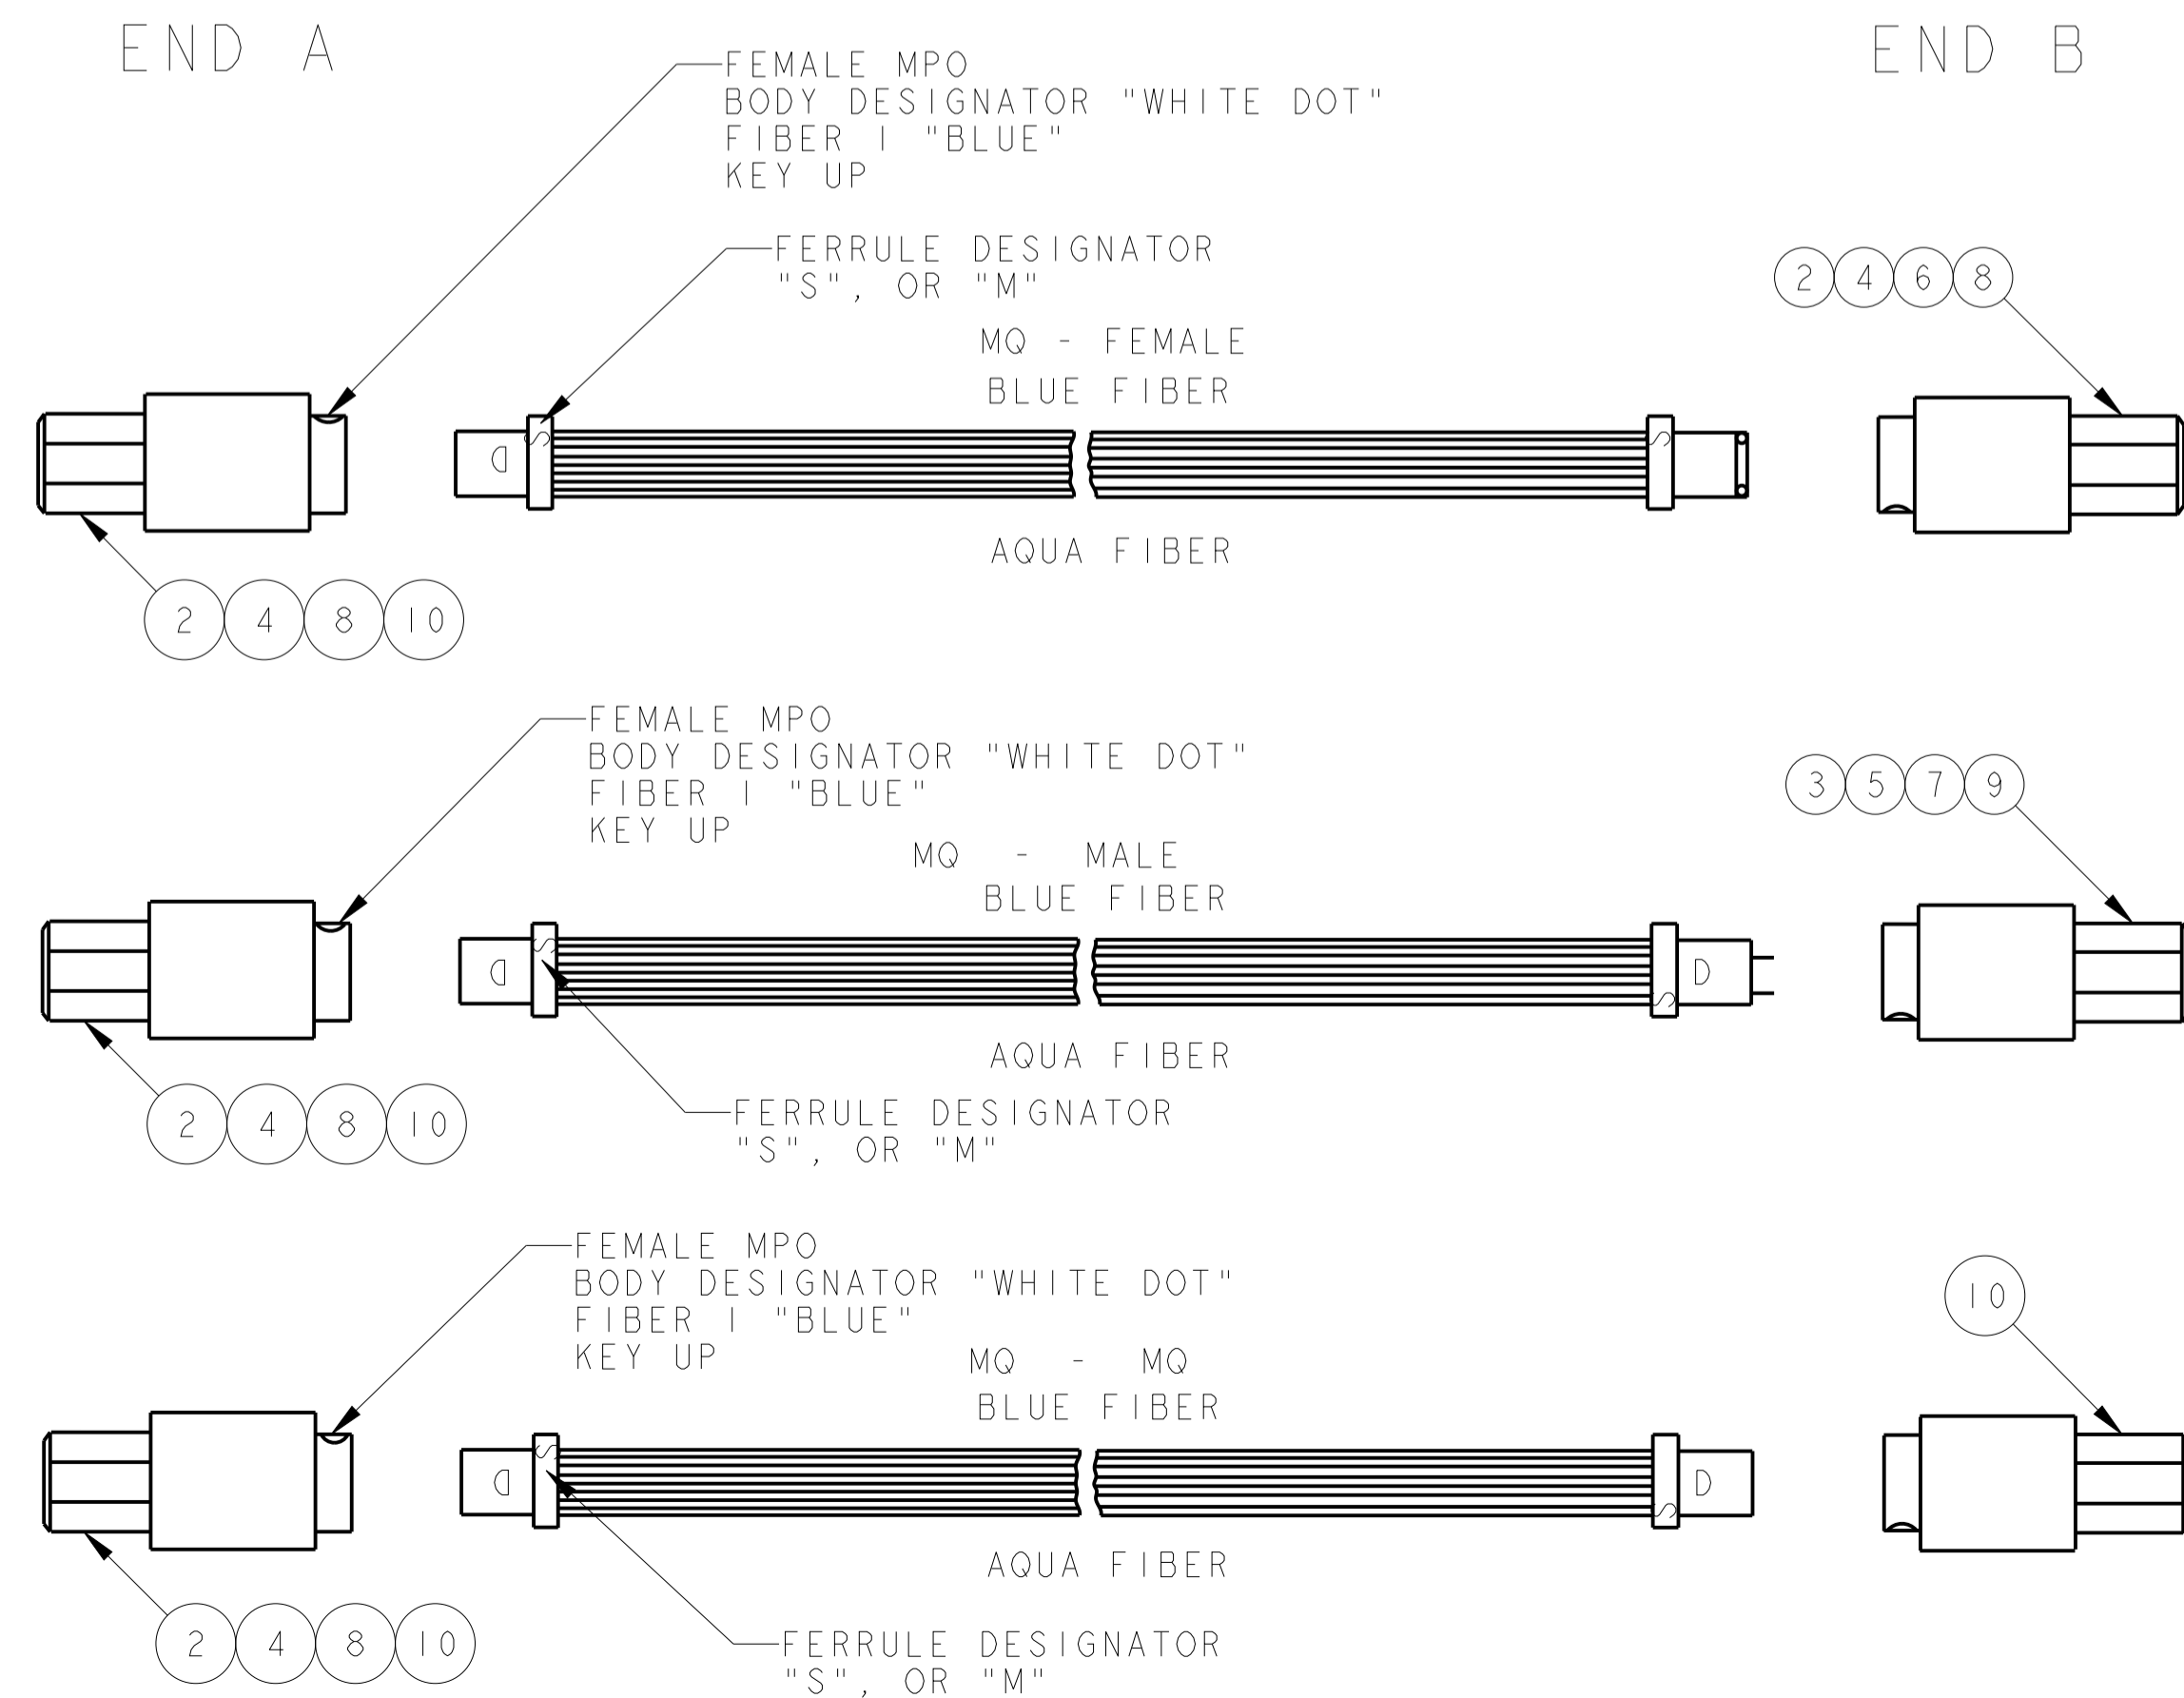 END A
END B
FEMALE MPO
BODY DESIGNATOR "WHITE DOT"
FIBER 1 "BLUE"
KEY UP
FERRULE DESIGNATOR
"S", OR "M"
2 4 6 8
MQ - FEMALE
BLUE FIBER
S
S
D
AQUA FIBER
2 4 8 10
FEMALE MPO
BODY DESIGNATOR "WHITE DOT"
FIBER 1 "BLUE"
KEY UP
3 5 7 9
MQ - MALE
BLUE FIBER
S
D
D
S
AQUA FIBER
2 4 8 10
FERRULE DESIGNATOR
"S", OR "M"
FEMALE MPO
BODY DESIGNATOR "WHITE DOT"
FIBER 1 "BLUE"
KEY UP
10
MQ - MQ
BLUE FIBER
S
D
D
S
AQUA FIBER
2 4 8 10
FERRULE DESIGNATOR
"S", OR "M"